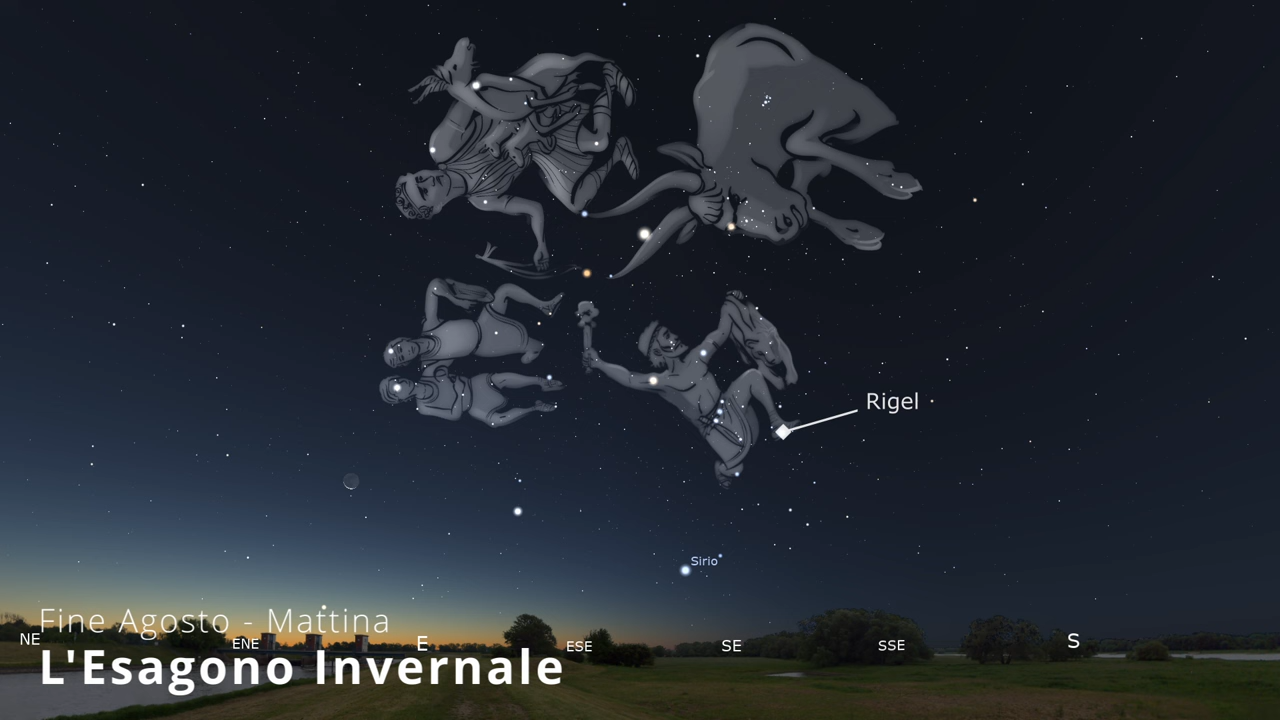 Rigel
Sirio
Fine Agosto - Mattina
NE
ENE
E
ESE
SE
SSE
S
L'Esagono Invernale